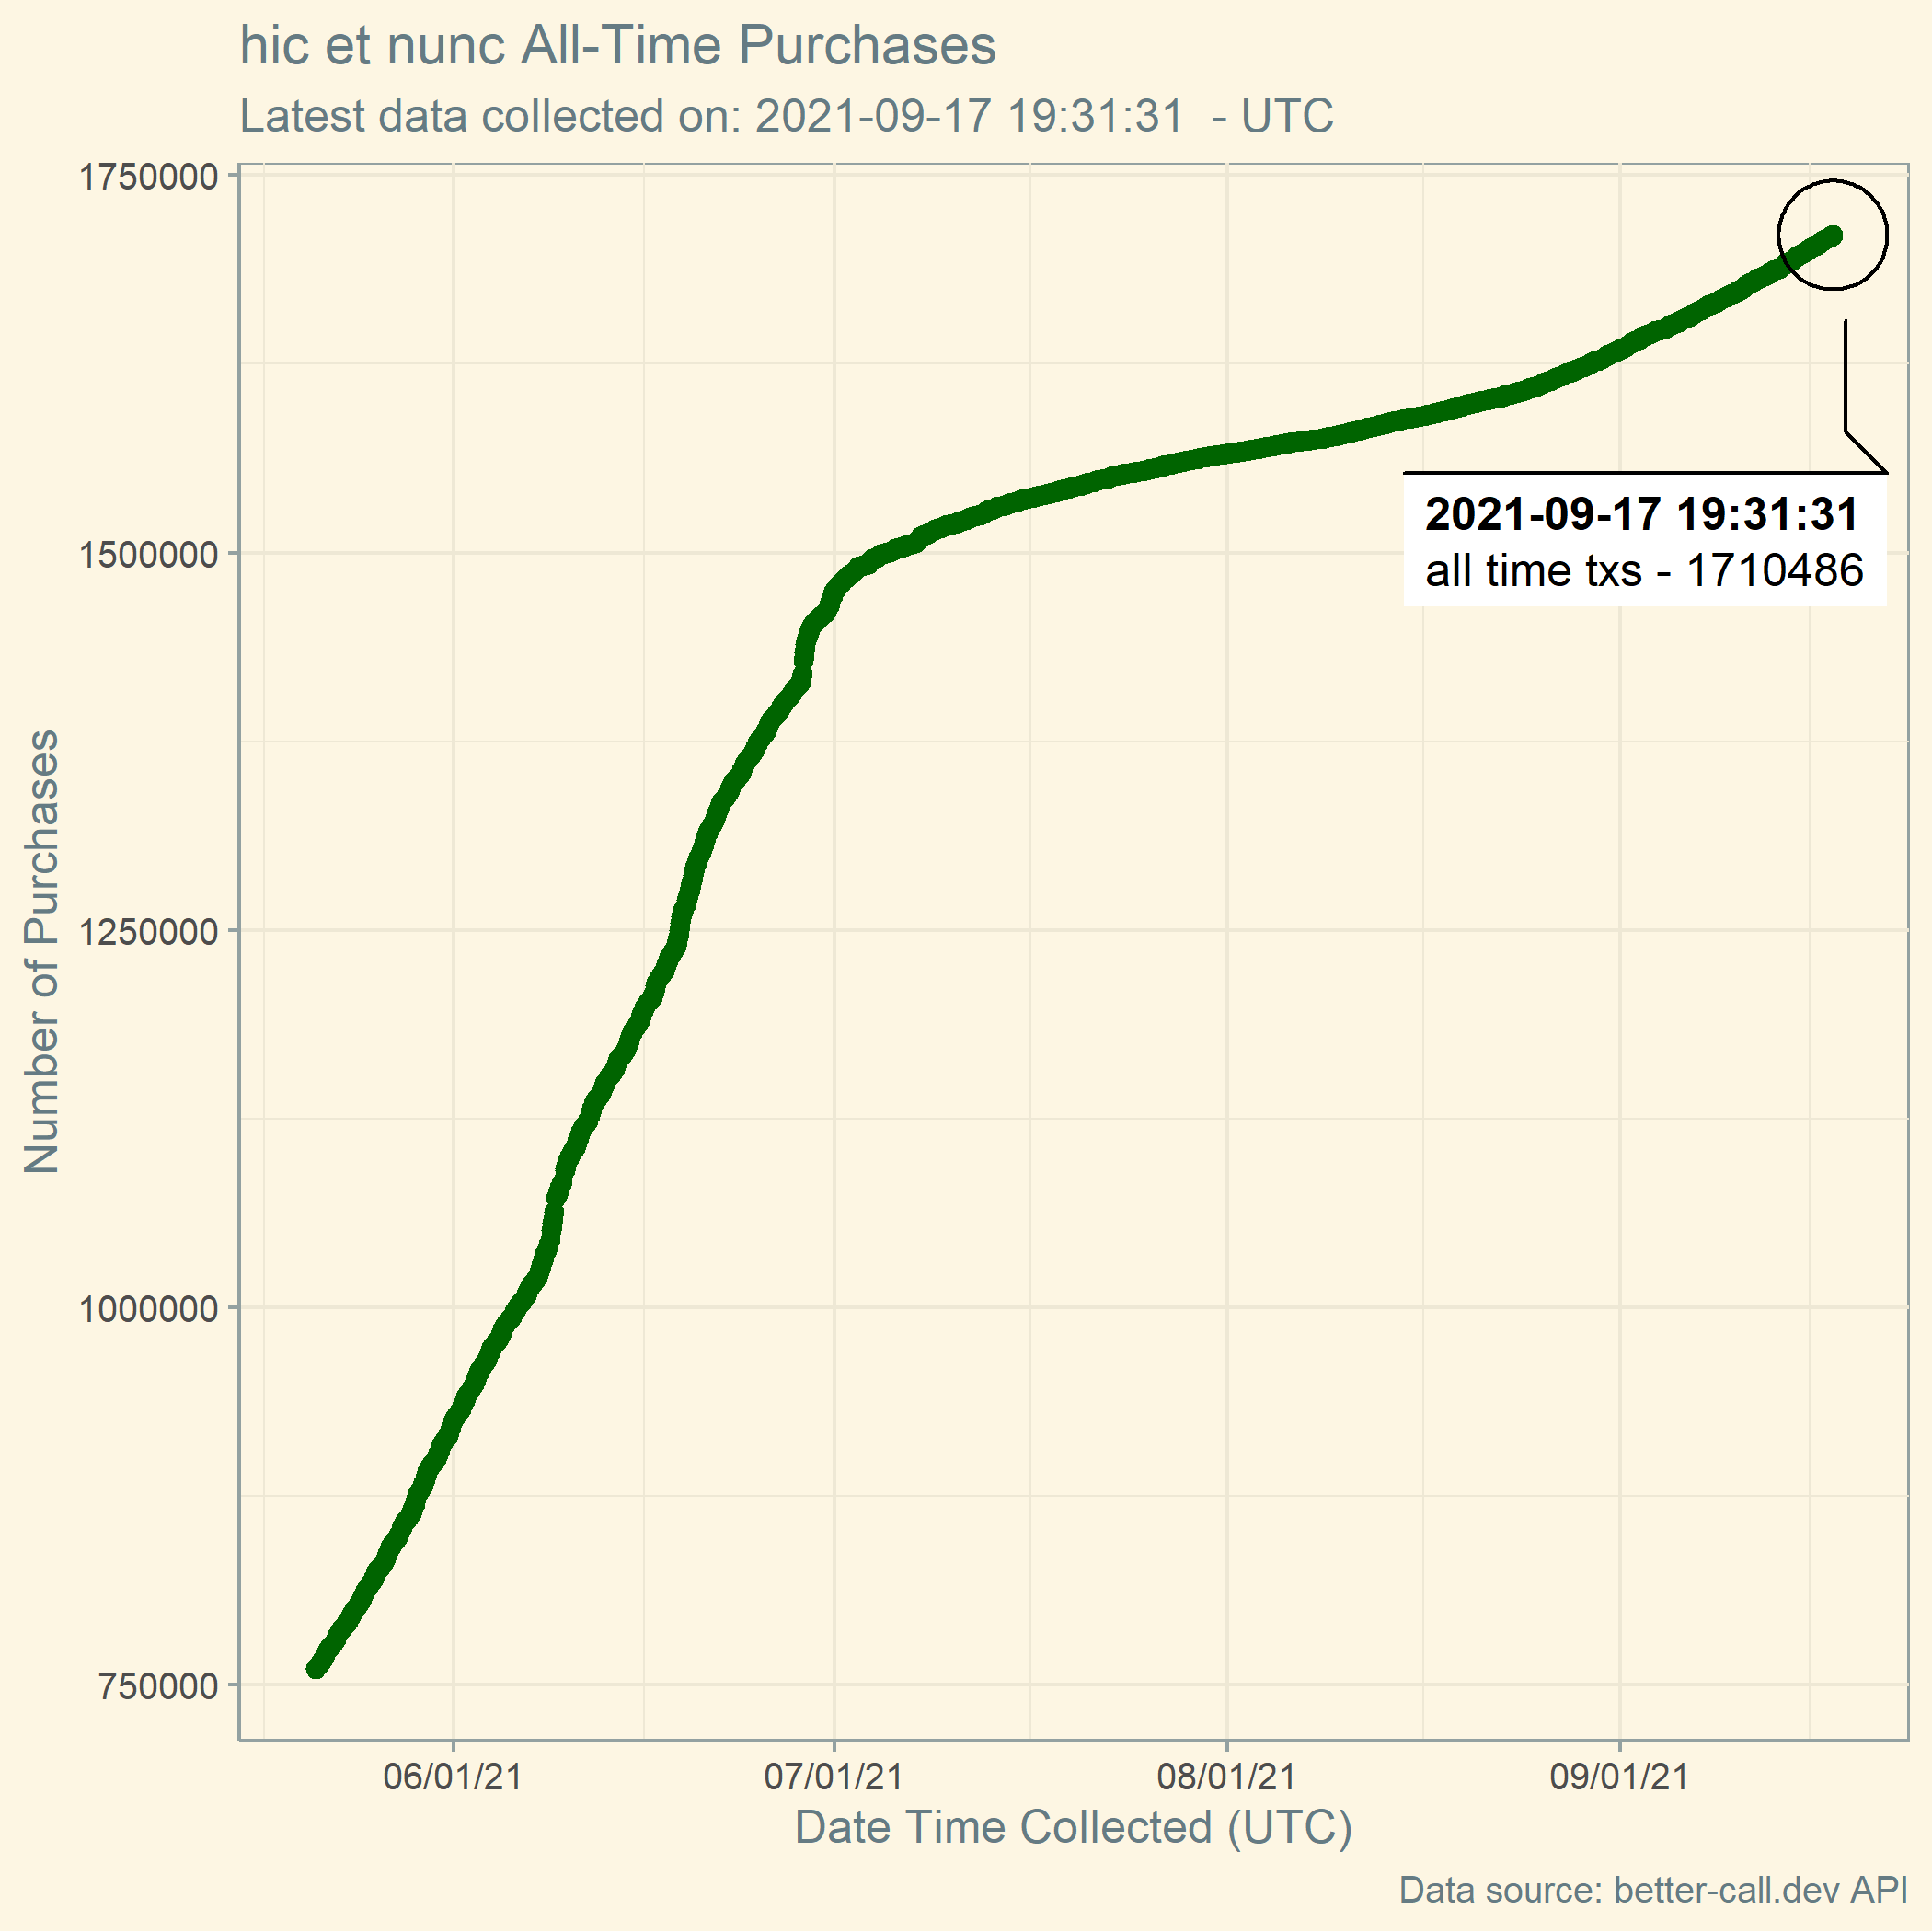 hic et nunc All-Time Purchases
Latest data collected on: 2021-09-17 19:31:31  - UTC
1750000
1500000
1250000
1000000
750000
Number of Purchases
2021-09-17 19:31:31
all time txs - 1710486
06/01/21
07/01/21
08/01/21
09/01/21
Date Time Collected (UTC)
Data source: better-call.dev API